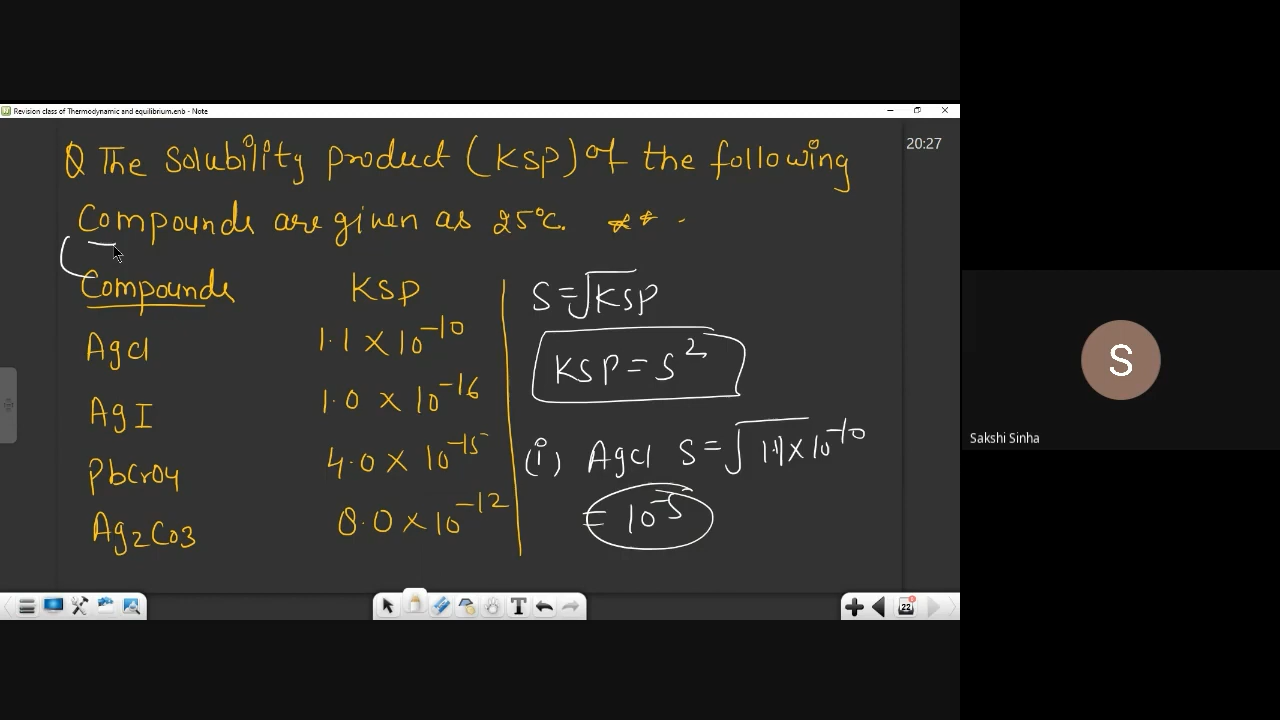 Revision class of Thermodynamic and equilibrium.enb - Note
20:27
Q The Solubility product (KSP) of the following
Compounds are given as 25°C. ** -
Compounds KSP
AgCl 1.1 × 10⁻¹⁰
AgI 1.0 × 10⁻¹⁶
PbCrO4 4.0 × 10⁻¹⁵
Ag2CO3 8.0 × 10⁻¹²
S = √KSP
KSP = S²
(i) AgCl S = √1.1 × 10⁻¹⁰
= 10⁻⁵
T
22
S
Sakshi Sinha